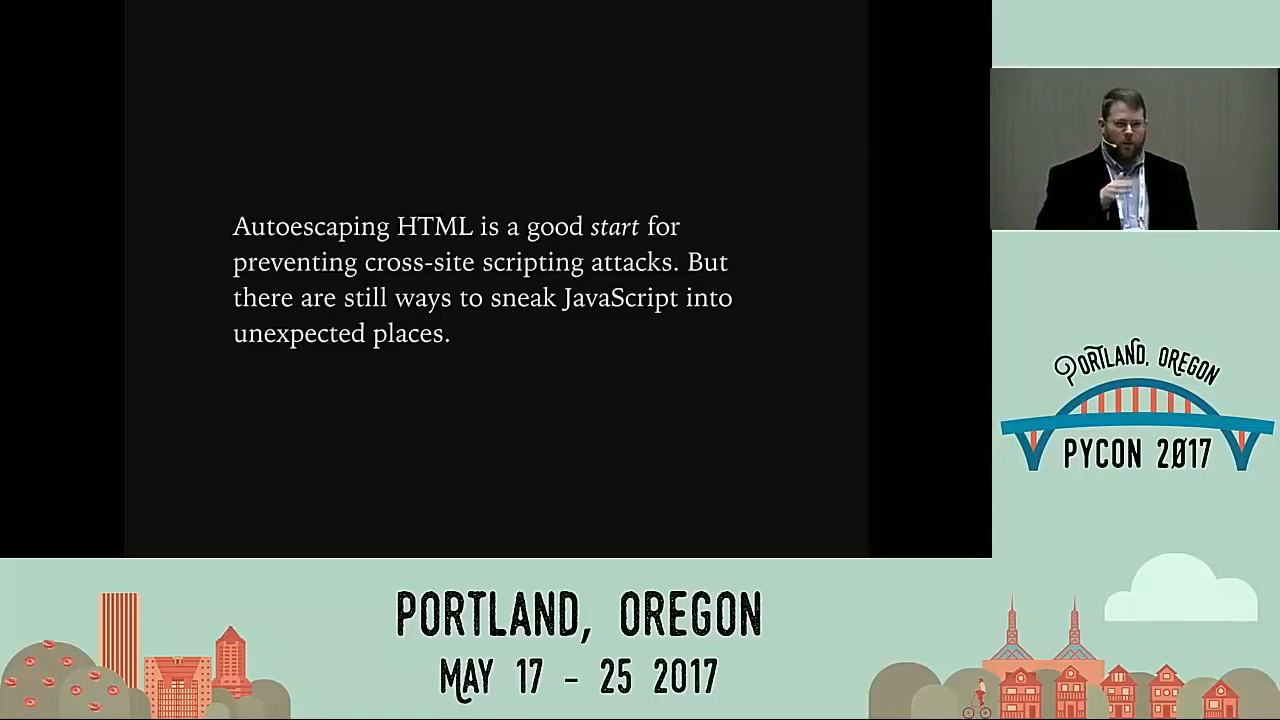 Autoescaping HTML is a good start for
preventing cross-site scripting attacks. But
there are still ways to sneak JavaScript into
unexpected places.
PORTLAND, OREGON
PYCON 2017
PORTLAND, OREGON
MAY 17 - 25 2017